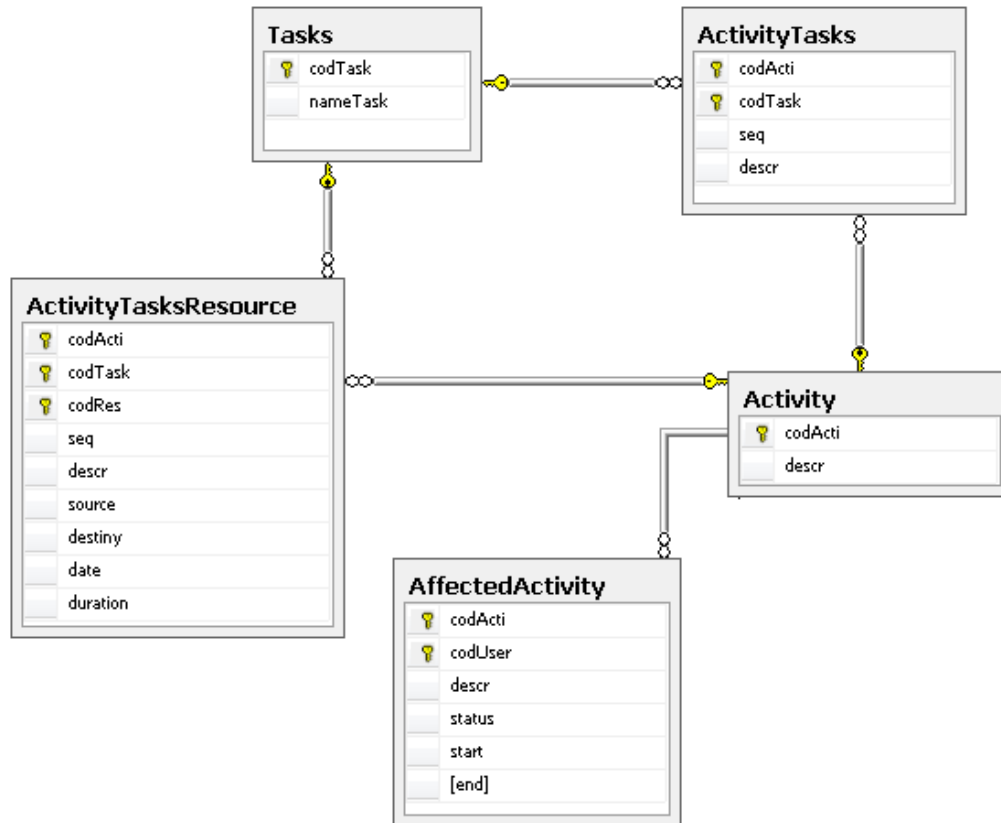 Tasks
codTask
nameTask
ActivityTasks
codActi
codTask
seq
descr
ActivityTasksResource
codActi
codTask
codRes
seq
descr
source
destiny
date
duration
Activity
codActi
descr
AffectedActivity
codActi
codUser
descr
status
start
[end]